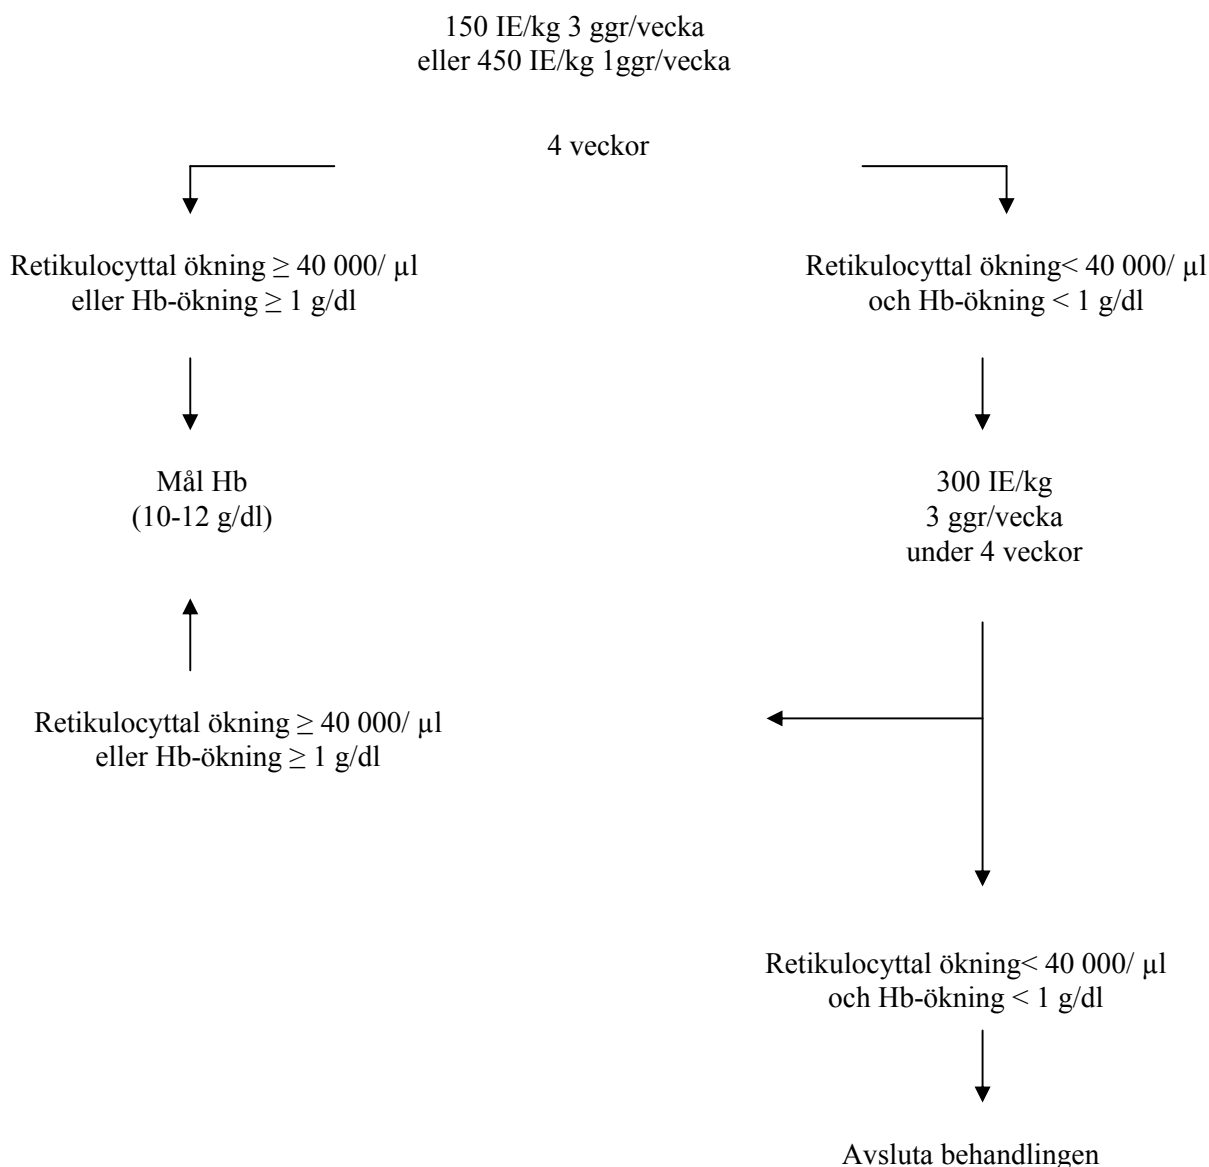 150 IE/kg 3 ggr/vecka
eller 450 IE/kg 1ggr/vecka
4 veckor
Retikulocyttal ökning ≥ 40 000/ µl
eller Hb-ökning ≥ 1 g/dl
Retikulocyttal ökning< 40 000/ µl
och Hb-ökning < 1 g/dl
Mål Hb
(10-12 g/dl)
300 IE/kg
3 ggr/vecka
under 4 veckor
Retikulocyttal ökning ≥ 40 000/ µl
eller Hb-ökning ≥ 1 g/dl
Retikulocyttal ökning< 40 000/ µl
och Hb-ökning < 1 g/dl
Avsluta behandlingen